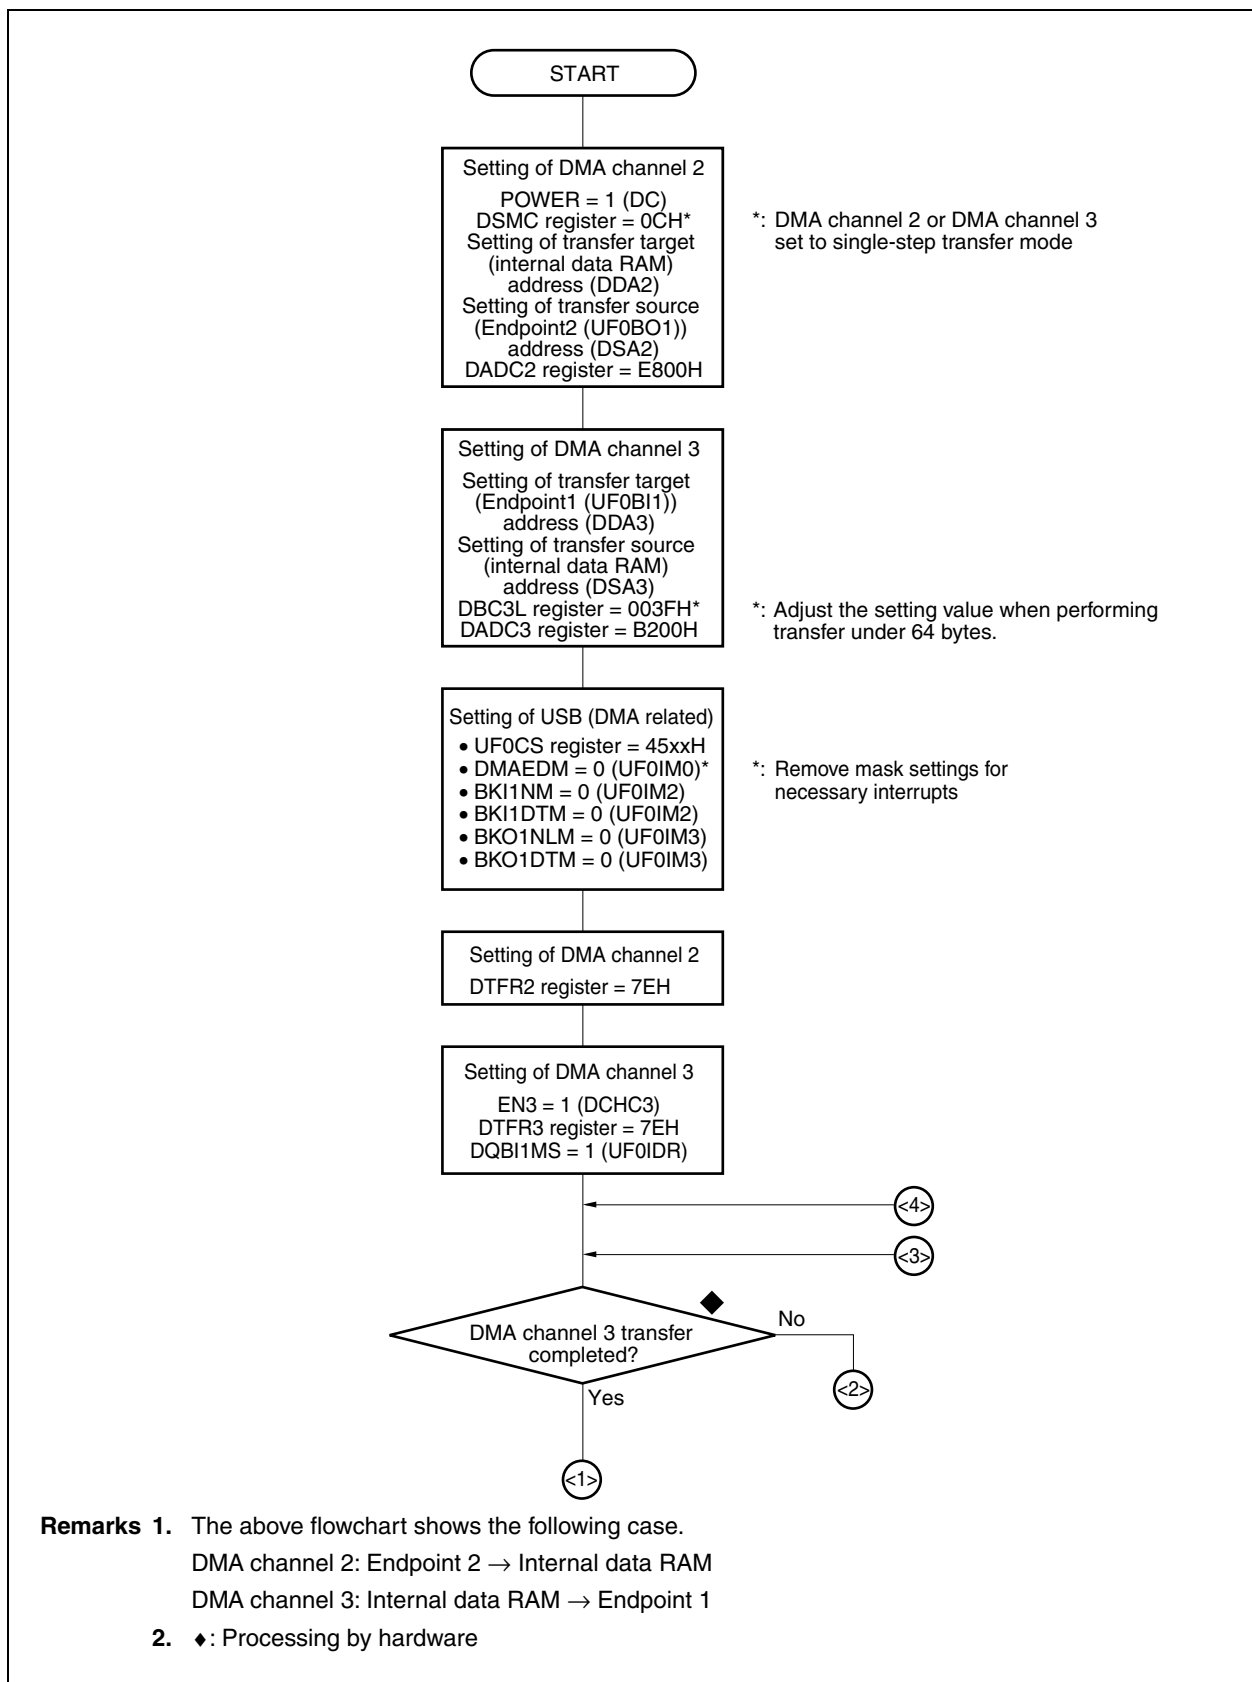 START
Setting of DMA channel 2
POWER = 1 (DC)
DSMC register = 0CH*
Setting of transfer target
(internal data RAM)
address (DDA2)
Setting of transfer source
(Endpoint2 (UF0BO1))
address (DSA2)
DADC2 register = E800H
*: DMA channel 2 or DMA channel 3
set to single-step transfer mode
Setting of DMA channel 3
Setting of transfer target
(Endpoint1 (UF0BI1))
address (DDA3)
Setting of transfer source
(internal data RAM)
address (DSA3)
DBC3L register = 003FH*
DADC3 register = B200H
*: Adjust the setting value when performing
transfer under 64 bytes.
Setting of USB (DMA related)
• UF0CS register = 45xxH
• DMAEDM = 0 (UF0IM0)*
• BKI1NM = 0 (UF0IM2)
• BKI1DTM = 0 (UF0IM2)
• BKO1NLM = 0 (UF0IM3)
• BKO1DTM = 0 (UF0IM3)
*: Remove mask settings for
necessary interrupts
Setting of DMA channel 2
DTFR2 register = 7EH
Setting of DMA channel 3
EN3 = 1 (DCHC3)
DTFR3 register = 7EH
DQBI1MS = 1 (UF0IDR)
<4>
<3>
DMA channel 3 transfer
completed?
No
<2>
Yes
<1>
Remarks 1. The above flowchart shows the following case.
DMA channel 2: Endpoint 2 → Internal data RAM
DMA channel 3: Internal data RAM → Endpoint 1
2. ♦: Processing by hardware